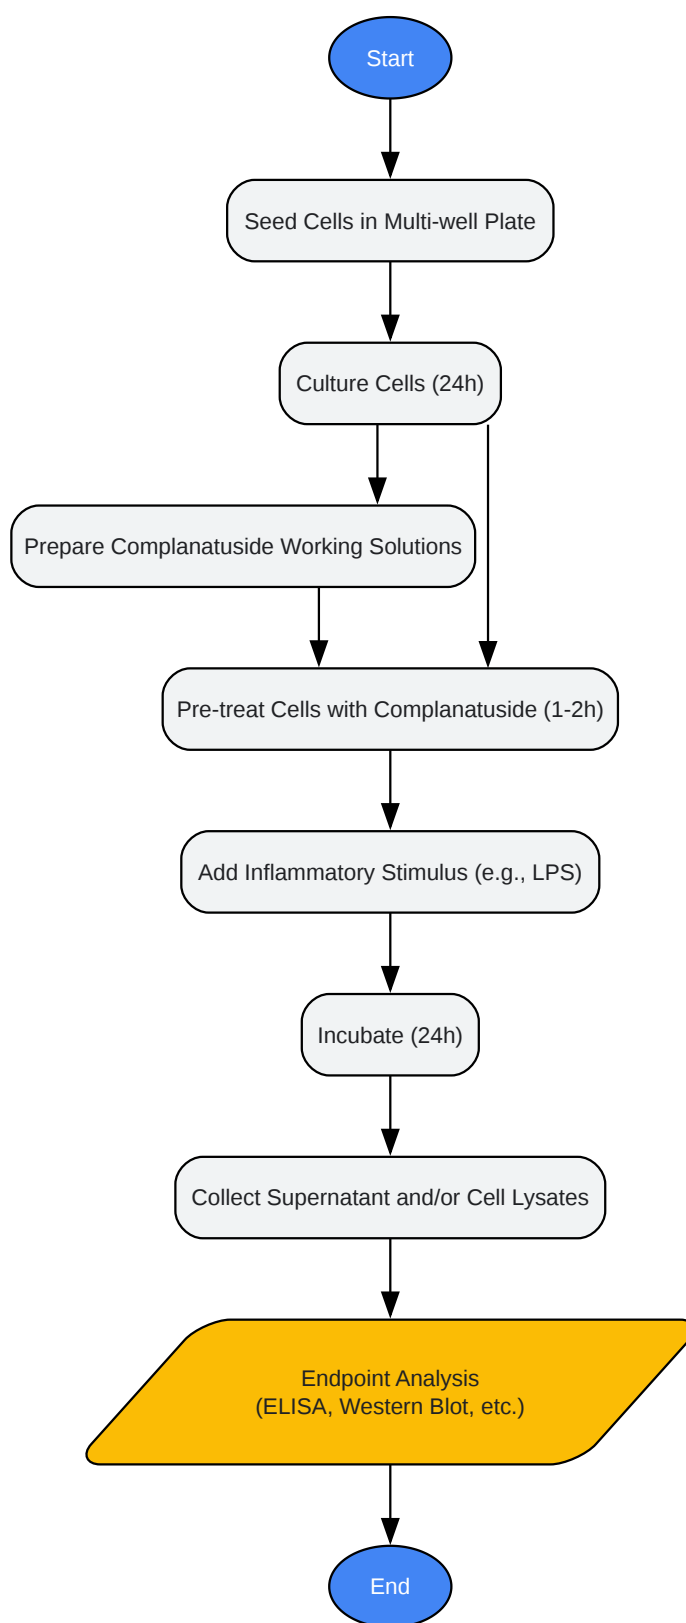 Start
Seed Cells in Multi-well Plate
Culture Cells (24h)
Prepare Complanatuside Working Solutions
Pre-treat Cells with Complanatuside (1-2h)
Add Inflammatory Stimulus (e.g., LPS)
Incubate (24h)
Collect Supernatant and/or Cell Lysates
Endpoint Analysis
(ELISA, Western Blot, etc.)
End